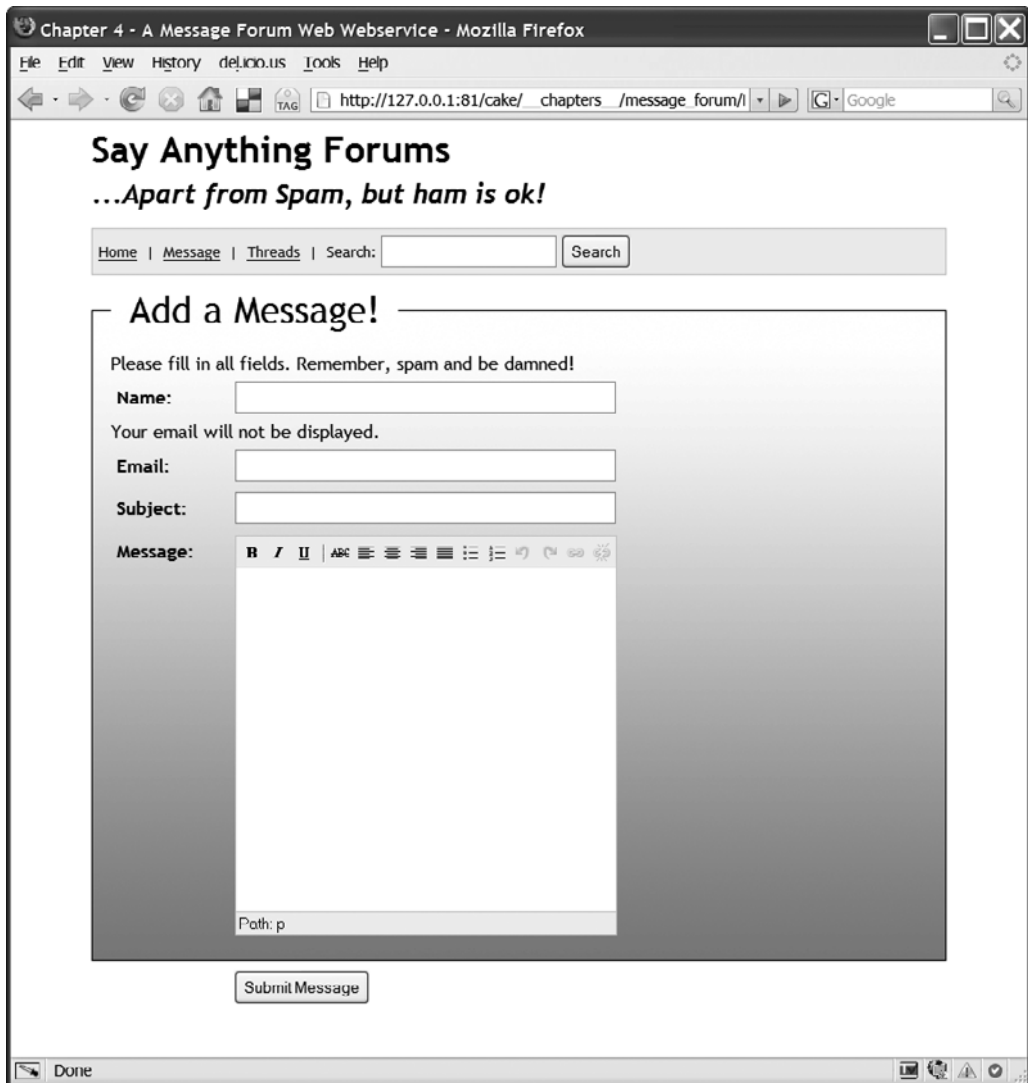 Chapter 4 - A Message Forum Web Webservice - Mozilla Firefox
File Edit View History del.icio.us Tools Help
TAG http://127.0.0.1:81/cake/__chapters__/message_forum/ G Google
Say Anything Forums
...Apart from Spam, but ham is ok!
Home | Message | Threads | Search: Search
Add a Message!
Please fill in all fields. Remember, spam and be damned!
Name:
Your email will not be displayed.
Email:
Subject:
Message: B I U ABC
Path: p
Submit Message
Done